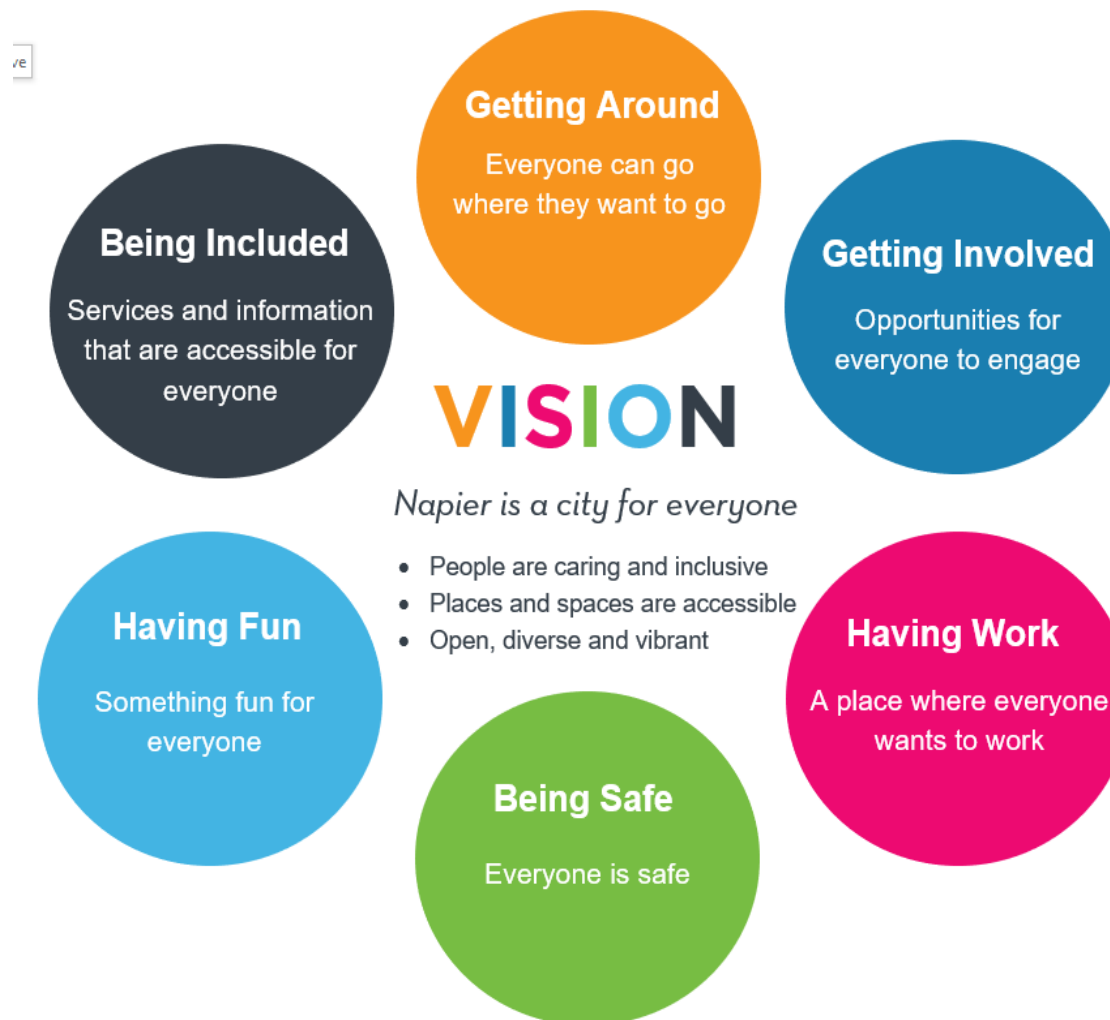 Getting Around
Everyone can go
where they want to go
Being Included
Services and information
that are accessible for
everyone
Getting Involved
Opportunities for
everyone to engage
VISION
Napier is a city for everyone
• People are caring and inclusive
• Places and spaces are accessible
• Open, diverse and vibrant
Having Fun
Something fun for
everyone
Having Work
A place where everyone
wants to work
Being Safe
Everyone is safe